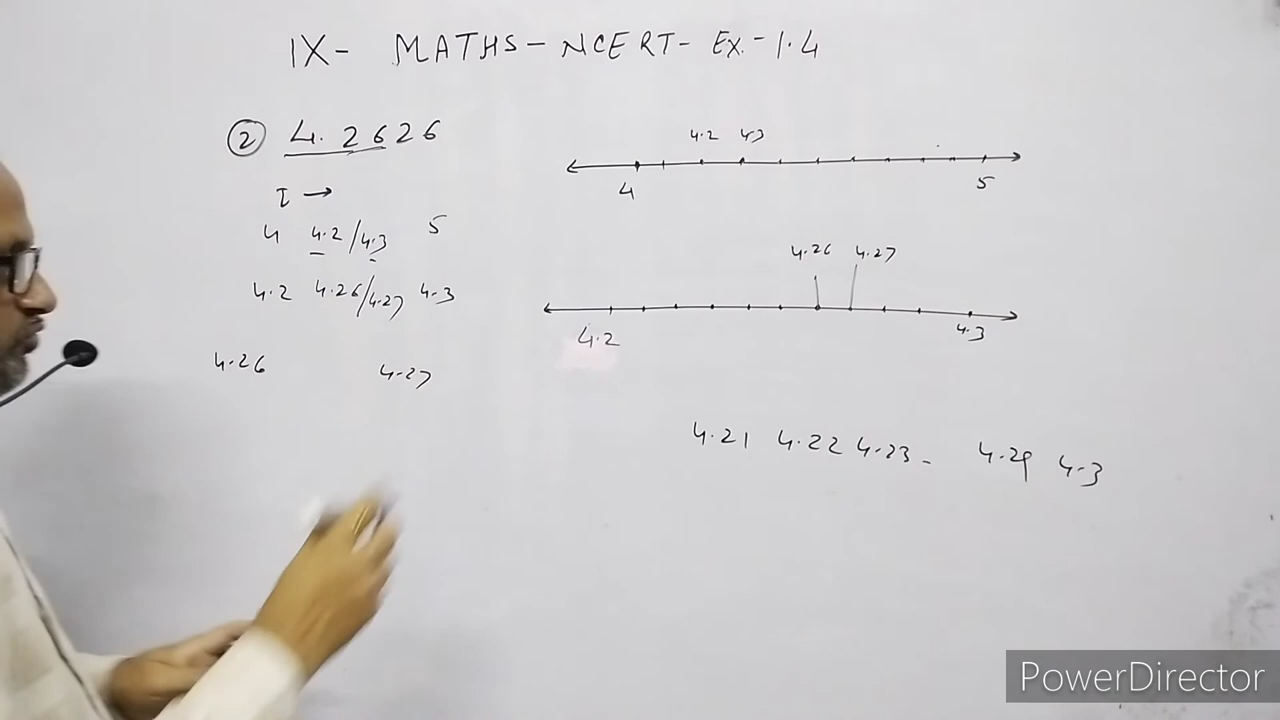 IX- MATHS - NCERT - EX. - 1.4
② 4.2626
I →
4 4.2/4.3 5
4.2 4.26/4.27 4.3
4.26 4.27
4.2 4.3
4 5
4.26 4.27
4.2 4.3
4.21 4.22 4.23 - 4.29 4.3
PowerDirector